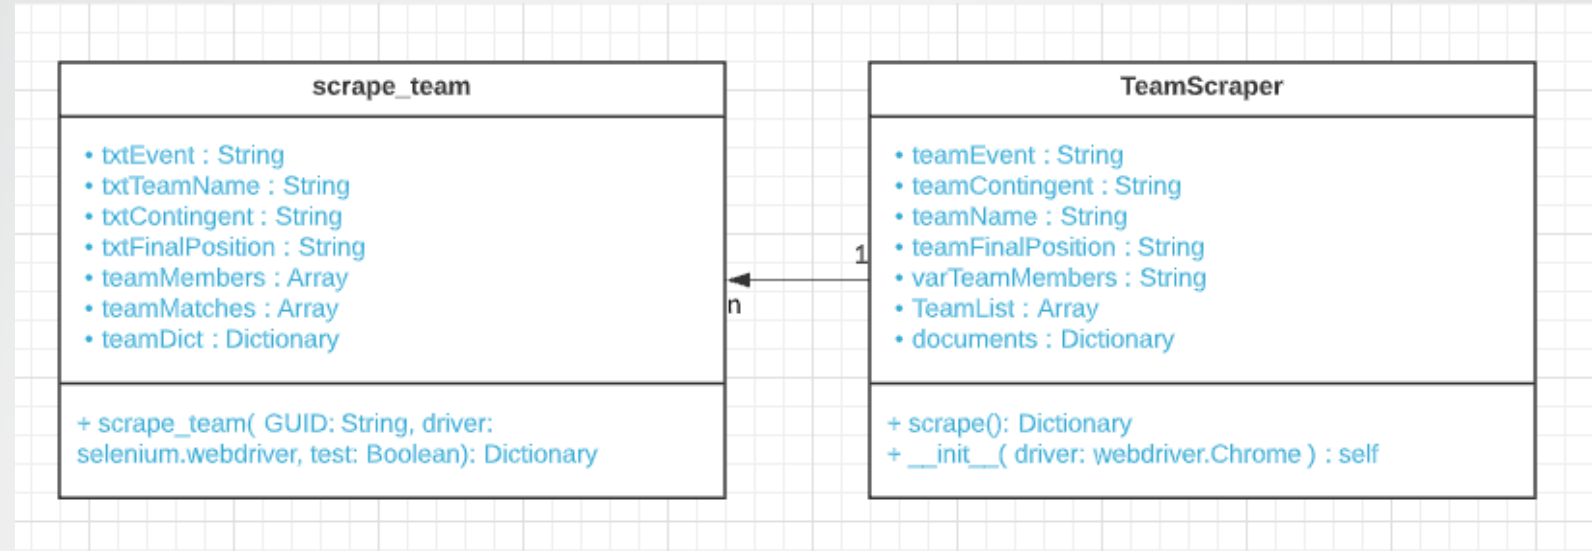 scrape_team
• txtEvent : String
• txtTeamName : String
• txtContingent : String
• txtFinalPosition : String
• teamMembers : Array
• teamMatches : Array
• teamDict : Dictionary
+ scrape_team( GUID: String, driver:
selenium.webdriver, test: Boolean): Dictionary
1
n
TeamScraper
• teamEvent : String
• teamContingent : String
• teamName : String
• teamFinalPosition : String
• varTeamMembers : String
• TeamList : Array
• documents : Dictionary
+ scrape(): Dictionary
+ __init__( driver: webdriver.Chrome ) : self